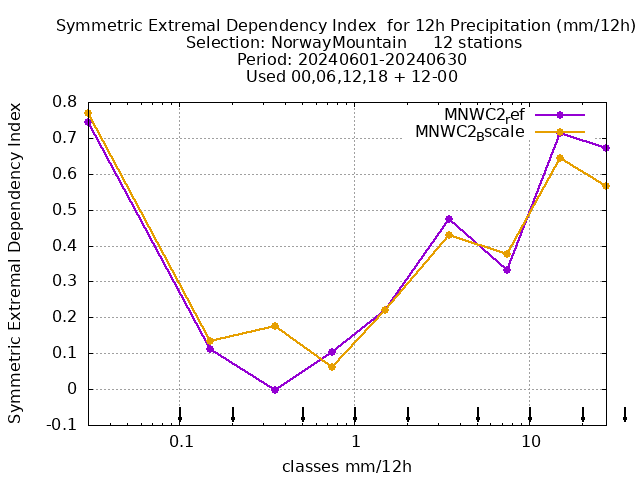 Symmetric Extremal Dependency Index  for 12h Precipitation (mm/12h)
Selection: NorwayMountain     12 stations
Period: 20240601-20240630
Used 00,06,12,18 + 12-00
MNWC2ref
MNWC2Bscale
Symmetric Extremal Dependency Index
0.8
0.7
0.6
0.5
0.4
0.3
0.2
0.1
0
-0.1
0.1
1
10
classes mm/12h